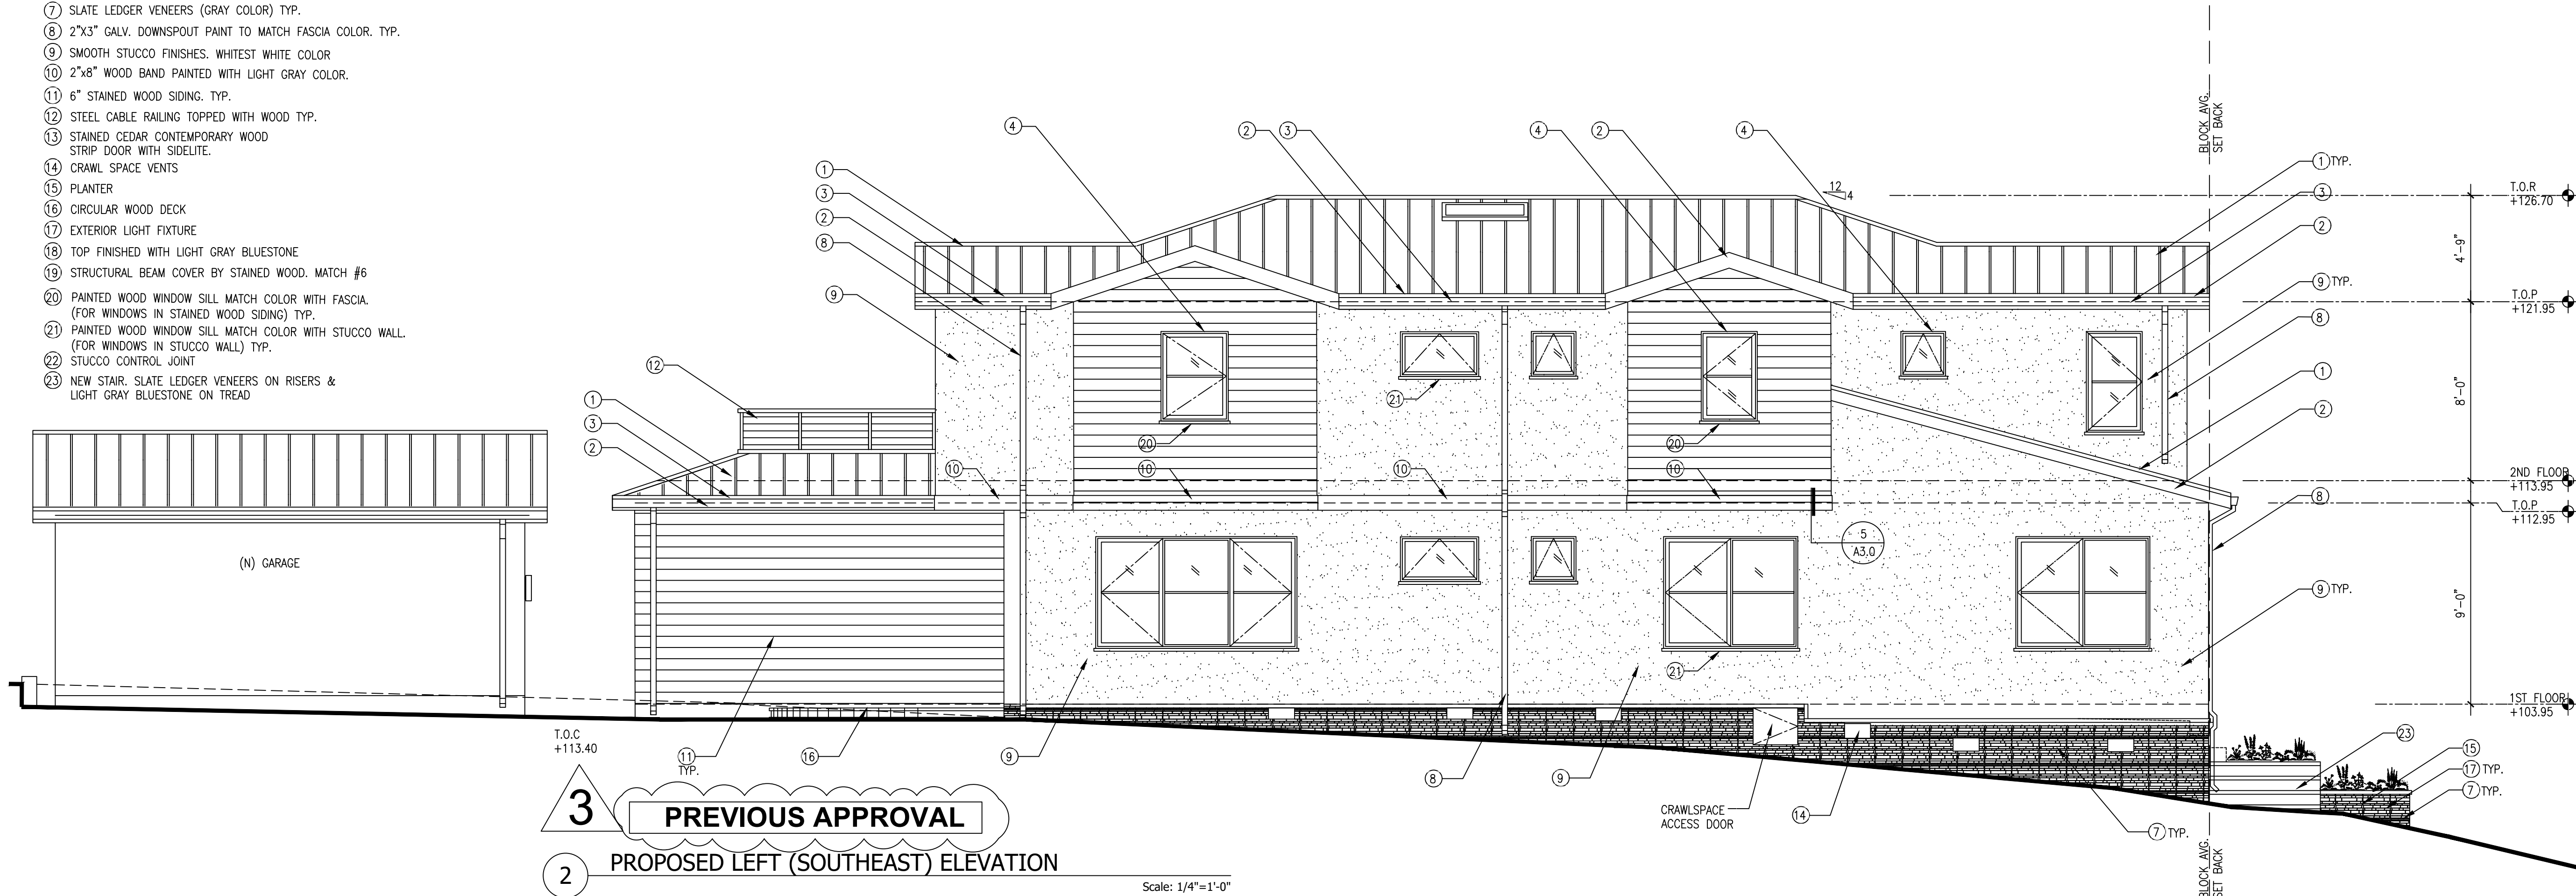 7 SLATE LEDGER VENEERS (GRAY COLOR) TYP.
8 2"X3" GALV. DOWNSPOUT PAINT TO MATCH FASCIA COLOR. TYP.
9 SMOOTH STUCCO FINISHES. WHITEST WHITE COLOR
10 2"x8" WOOD BAND PAINTED WITH LIGHT GRAY COLOR.
11 6" STAINED WOOD SIDING. TYP.
12 STEEL CABLE RAILING TOPPED WITH WOOD TYP.
13 STAINED CEDAR CONTEMPORARY WOOD
STRIP DOOR WITH SIDELITE.
14 CRAWL SPACE VENTS
15 PLANTER
16 CIRCULAR WOOD DECK
17 EXTERIOR LIGHT FIXTURE
18 TOP FINISHED WITH LIGHT GRAY BLUESTONE
19 STRUCTURAL BEAM COVER BY STAINED WOOD. MATCH #6
20 PAINTED WOOD WINDOW SILL MATCH COLOR WITH FASCIA.
(FOR WINDOWS IN STAINED WOOD SIDING) TYP.
21 PAINTED WOOD WINDOW SILL MATCH COLOR WITH STUCCO WALL.
(FOR WINDOWS IN STUCCO WALL) TYP.
22 STUCCO CONTROL JOINT
23 NEW STAIR. SLATE LEDGER VENEERS ON RISERS &
LIGHT GRAY BLUESTONE ON TREAD
(N) GARAGE
1
3
2
12
9
8
2
3
1
4
2
3
4
2
4
12
4
BLOCK AVG.
SET BACK
1 TYP.
3
2
9 TYP.
8
1
2
8
9 TYP.
T.O.R
+126.70
4'-9"
T.O.P
+121.95
8'-0"
2ND FLOOR
+113.95
T.O.P
+112.95
9'-0"
1ST FLOOR
+103.95
20
21
20
10
10
10
10
5
A3.0
21
T.O.C
+113.40
11
TYP.
16
9
8
9
CRAWLSPACE
ACCESS DOOR
14
7 TYP.
23
15
17 TYP.
7 TYP.
BLOCK AVG.
SET BACK
3
PREVIOUS APPROVAL
2
PROPOSED LEFT (SOUTHEAST) ELEVATION
Scale: 1/4"=1'-0"